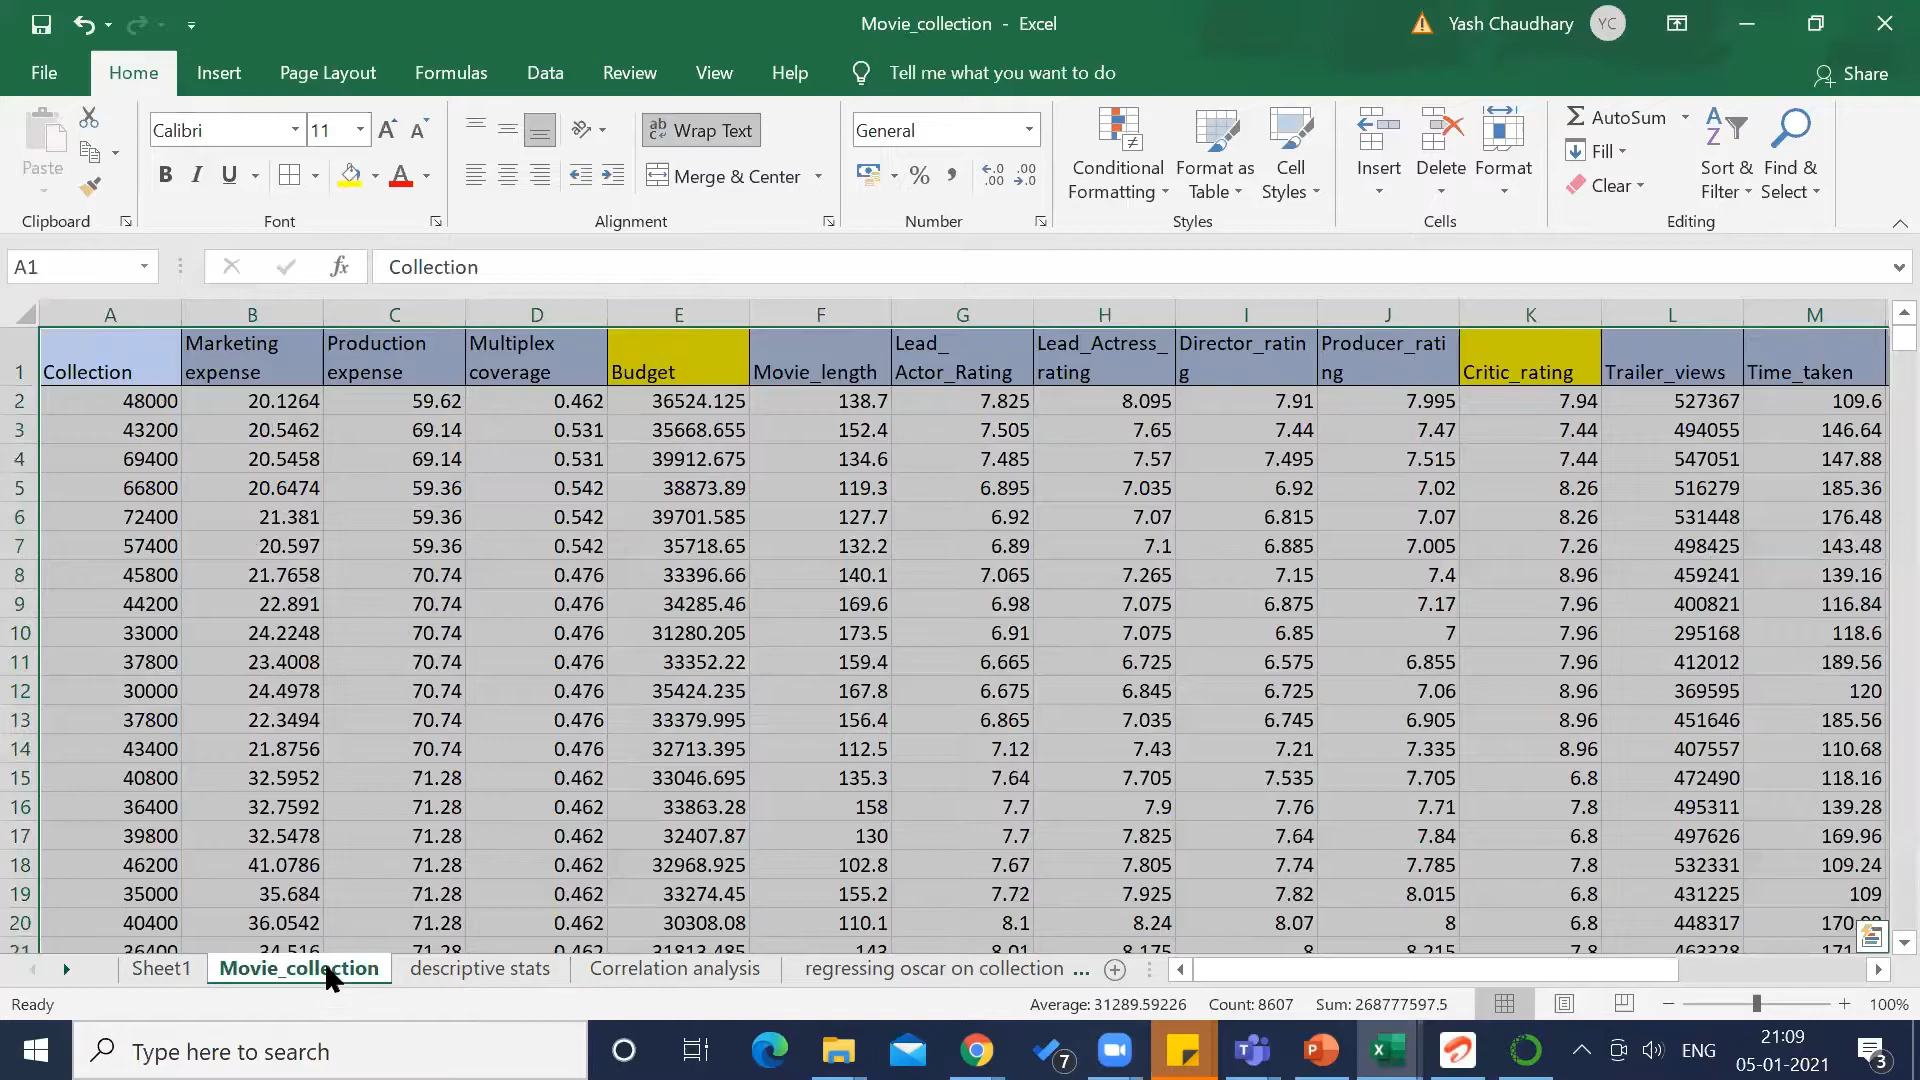 Movie_collection - Excel
Yash Chaudhary YC
File Home Insert Page Layout Formulas Data Review View Help Tell me what you want to do Share
Paste
Calibri 11
Wrap Text
Merge & Center
General
Conditional Formatting
Format as Table
Cell Styles
Insert Delete Format
AutoSum
Fill
Clear
Sort & Filter
Find & Select
Clipboard Font Alignment Number Styles Cells Editing
A1 fx Collection
A B C D E F G H I J K L M
1 Collection Marketing expense Production expense Multiplex coverage Budget Movie_length Lead_ Actor_Rating Lead_Actress_ rating Director_rating Producer_rating Critic_rating Trailer_views Time_taken
2 48000 20.1264 59.62 0.462 36524.125 138.7 7.825 8.095 7.91 7.995 7.94 527367 109.6
3 43200 20.5462 69.14 0.531 35668.655 152.4 7.505 7.65 7.44 7.47 7.44 494055 146.64
4 69400 20.5458 69.14 0.531 39912.675 134.6 7.485 7.57 7.495 7.515 7.44 547051 147.88
5 66800 20.6474 59.36 0.542 38873.89 119.3 6.895 7.035 6.92 7.02 8.26 516279 185.36
6 72400 21.381 59.36 0.542 39701.585 127.7 6.92 7.07 6.815 7.07 8.26 531448 176.48
7 57400 20.597 59.36 0.542 35718.65 132.2 6.89 7.1 6.885 7.005 7.26 498425 143.48
8 45800 21.7658 70.74 0.476 33396.66 140.1 7.065 7.265 7.15 7.4 8.96 459241 139.16
9 44200 22.891 70.74 0.476 34285.46 169.6 6.98 7.075 6.875 7.17 7.96 400821 116.84
10 33000 24.2248 70.74 0.476 31280.205 173.5 6.91 7.075 6.85 7 7.96 295168 118.6
11 37800 23.4008 70.74 0.476 33352.22 159.4 6.665 6.725 6.575 6.855 7.96 412012 189.56
12 30000 24.4978 70.74 0.476 35424.235 167.8 6.675 6.845 6.725 7.06 8.96 369595 120
13 37800 22.3494 70.74 0.476 33379.995 156.4 6.865 7.035 6.745 6.905 8.96 451646 185.56
14 43400 21.8756 70.74 0.476 32713.395 112.5 7.12 7.43 7.21 7.335 8.96 407557 110.68
15 40800 32.5952 71.28 0.462 33046.695 135.3 7.64 7.705 7.535 7.705 6.8 472490 118.16
16 36400 32.7592 71.28 0.462 33863.28 158 7.7 7.9 7.76 7.71 7.8 495311 139.28
17 39800 32.5478 71.28 0.462 32407.87 130 7.7 7.825 7.64 7.84 6.8 497626 169.96
18 46200 41.0786 71.28 0.462 32968.925 102.8 7.67 7.805 7.74 7.785 7.8 532331 109.24
19 35000 35.684 71.28 0.462 33274.45 155.2 7.72 7.925 7.82 8.015 6.8 431225 109
20 40400 36.0542 71.28 0.462 30308.08 110.1 8.1 8.24 8.07 8 6.8 448317
21 36400 34.516 71.28 0.462 31813.485 143 8.01 8.175 8 8.215 7.8 463328
Sheet1 Movie_collection descriptive stats Correlation analysis regressing oscar on collection ...
Ready Average: 31289.59226 Count: 8607 Sum: 268777597.5 100%
Type here to search
7
ENG
21:09
05-01-2021
3